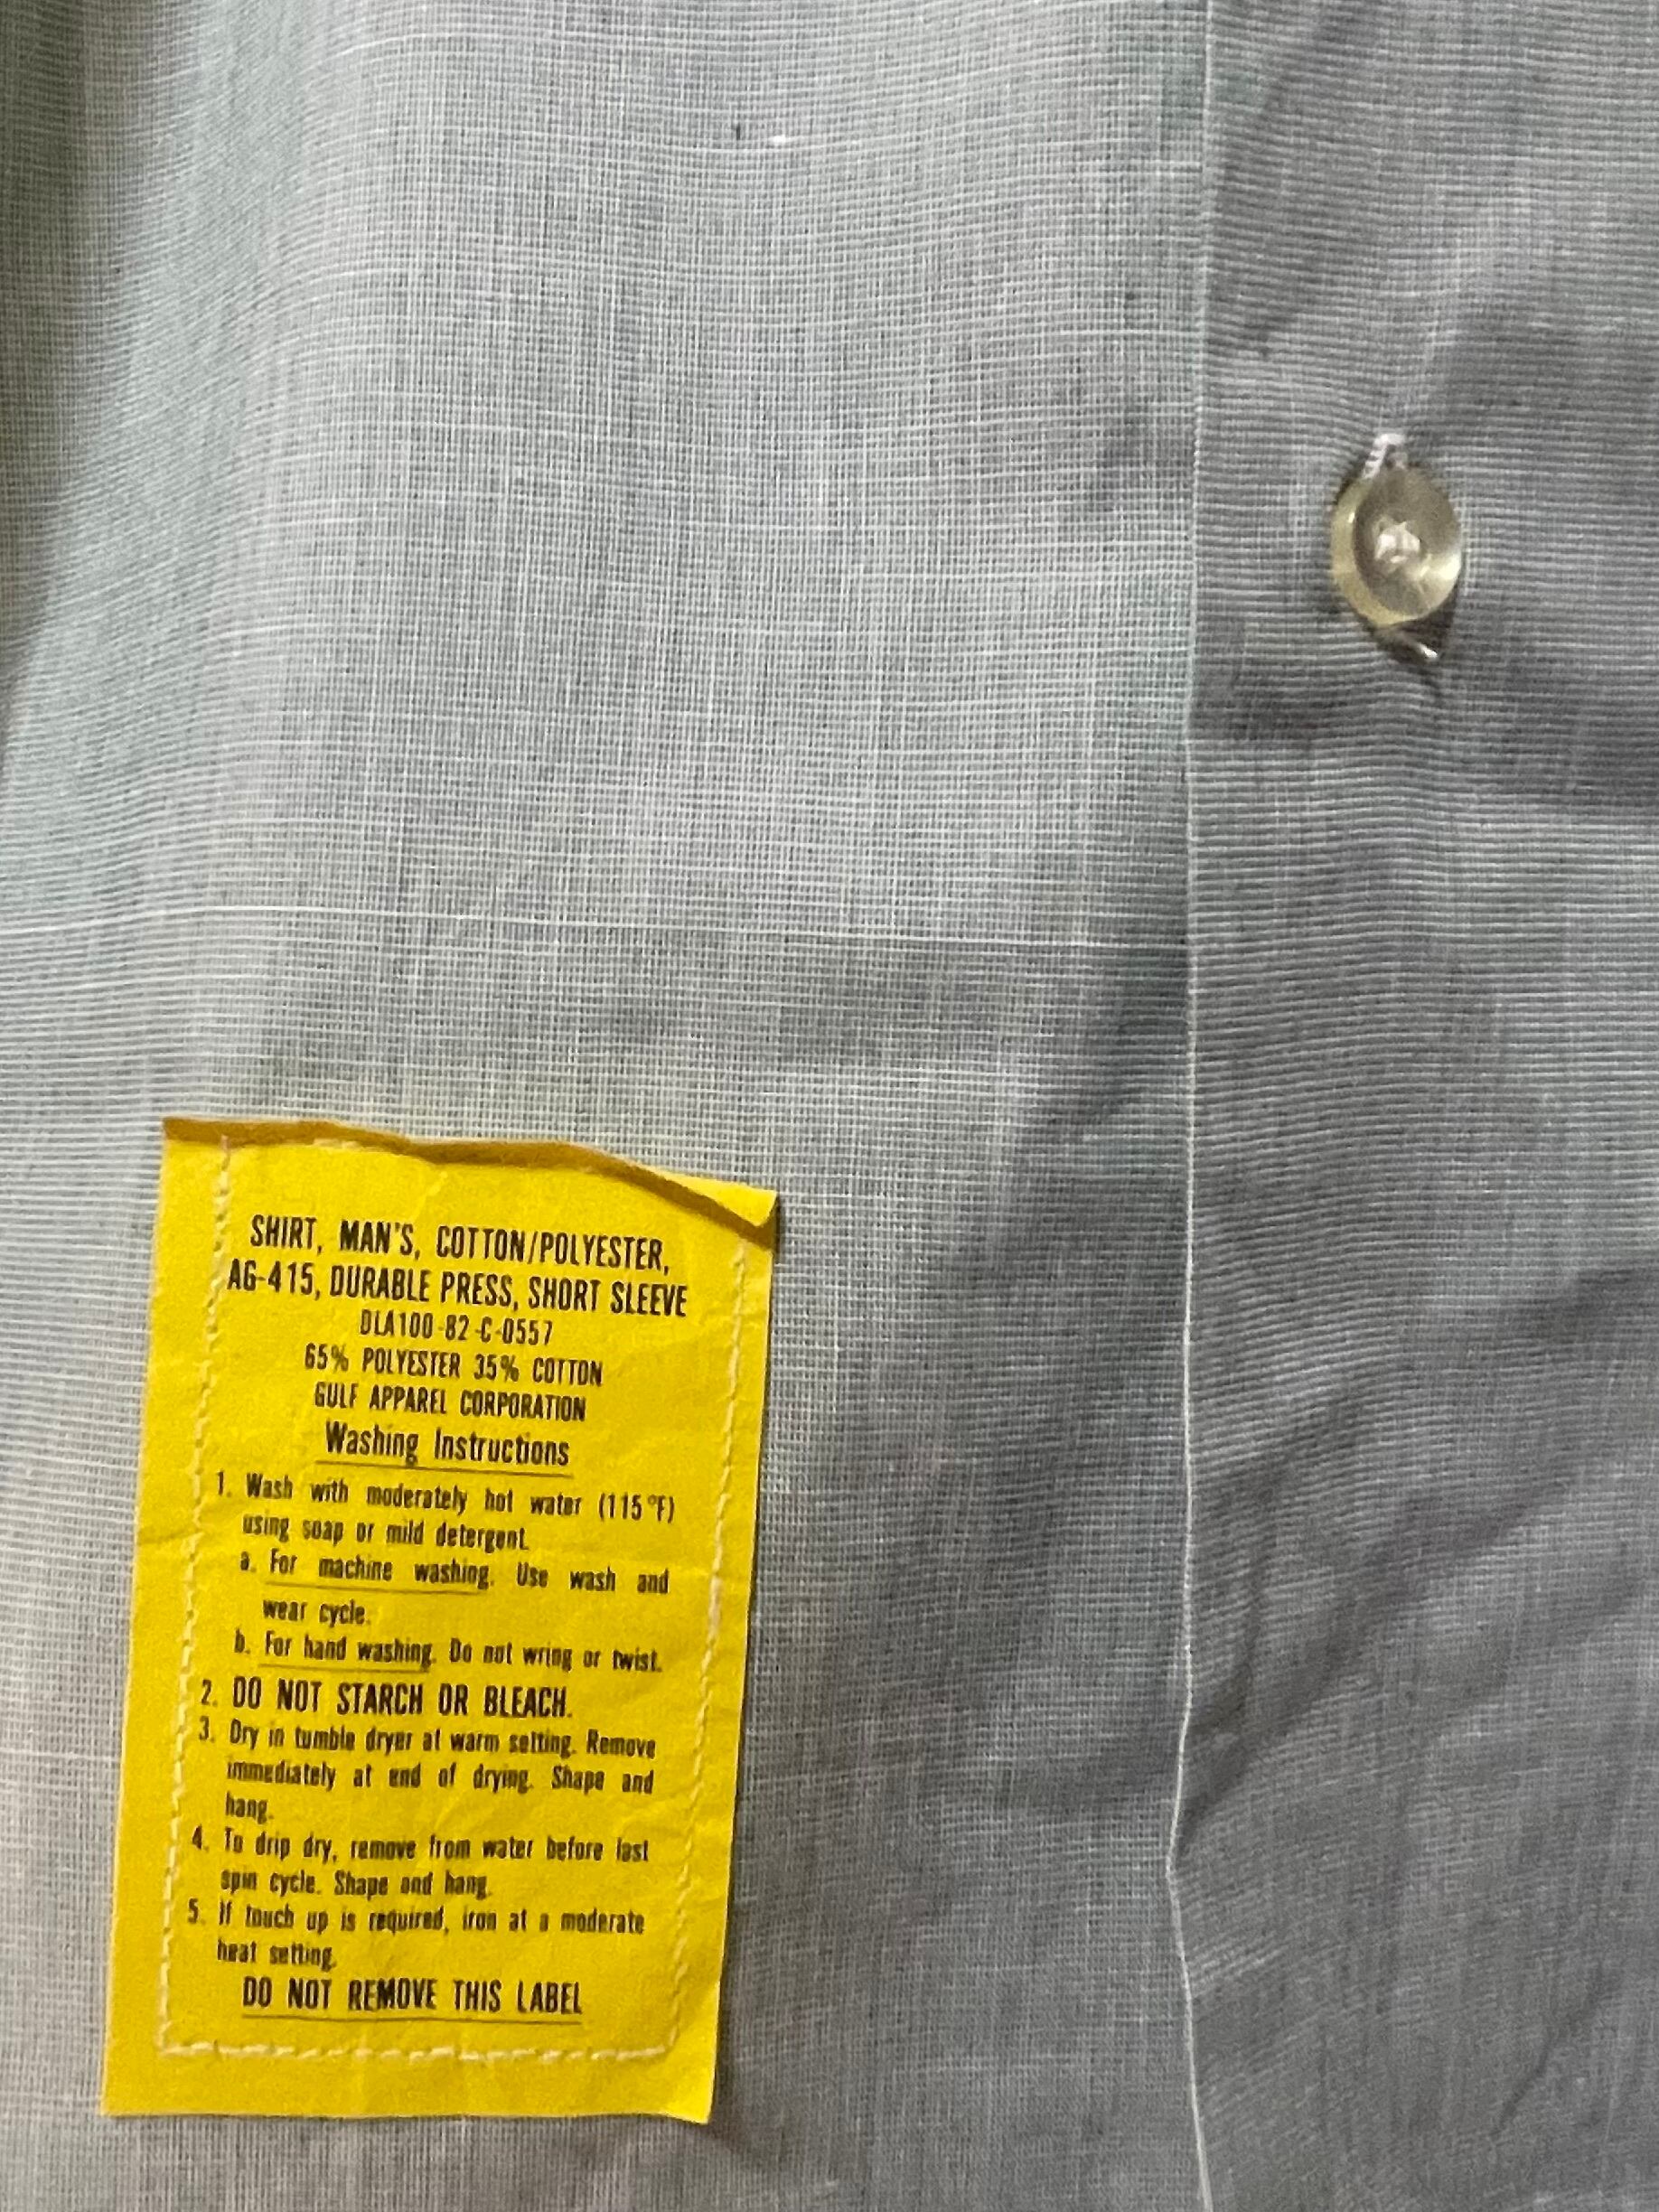 SHIRT, MAN'S, COTTON/POLYESTER,
AG-415, DURABLE PRESS, SHORT SLEEVE
DLA100-82-C-0557
65% POLYESTER 35% COTTON
GULF APPAREL CORPORATION
Washing Instructions
1. Wash with moderately hot water (115°F)
using soap or mild detergent.
a. For machine washing. Use wash and
wear cycle.
b. For hand washing. Do not wring or twist.
2. DO NOT STARCH OR BLEACH.
3. Dry in tumble dryer at warm setting. Remove
immediately at end of drying. Shape and
hang.
4. To drip dry, remove from water before last
spin cycle. Shape and hang.
5. If touch up is required, iron at a moderate
heat setting.
DO NOT REMOVE THIS LABEL